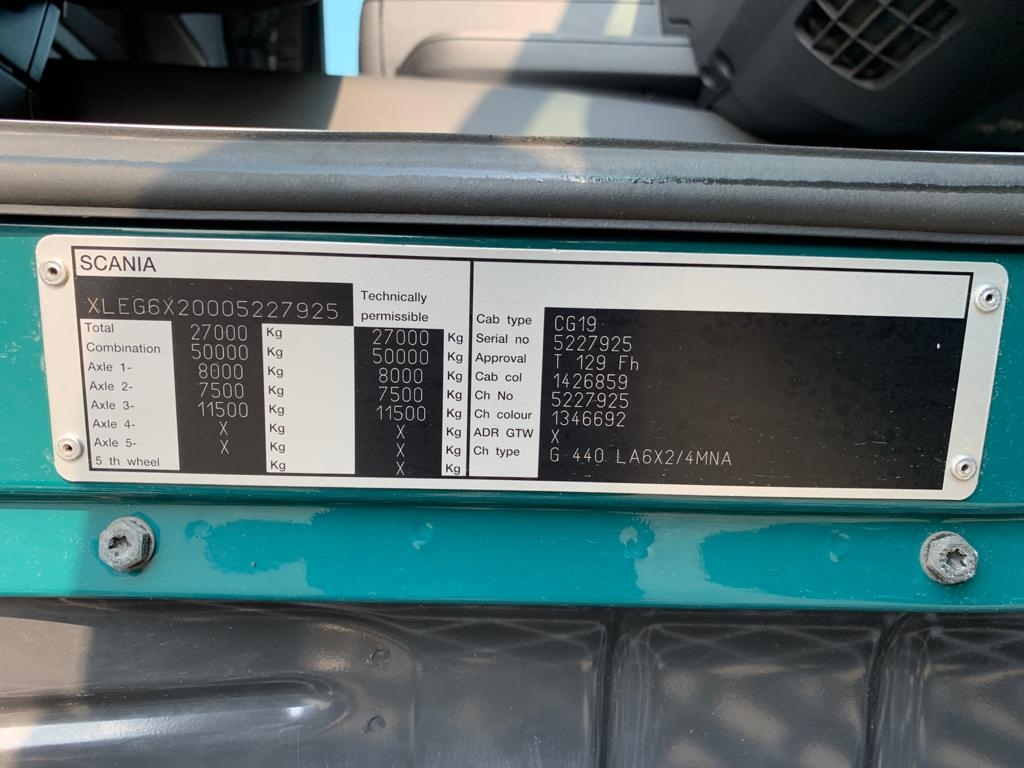 SCANIA
XLEG6X20005227925 Technically permissible
Total 27000 Kg 27000 Kg
Combination 50000 Kg 50000 Kg
Axle 1- 8000 Kg 8000 Kg
Axle 2- 7500 Kg 7500 Kg
Axle 3- 11500 Kg 11500 Kg
Axle 4- X Kg X Kg
Axle 5- X Kg X Kg
5 th wheel Kg X Kg
Cab type CG19
Serial no 5227925
Approval T 129 Fh
Cab col 1426859
Ch No 5227925
Ch colour 1346692
ADR GTW X
Ch type G 440 LA6X2/4MNA